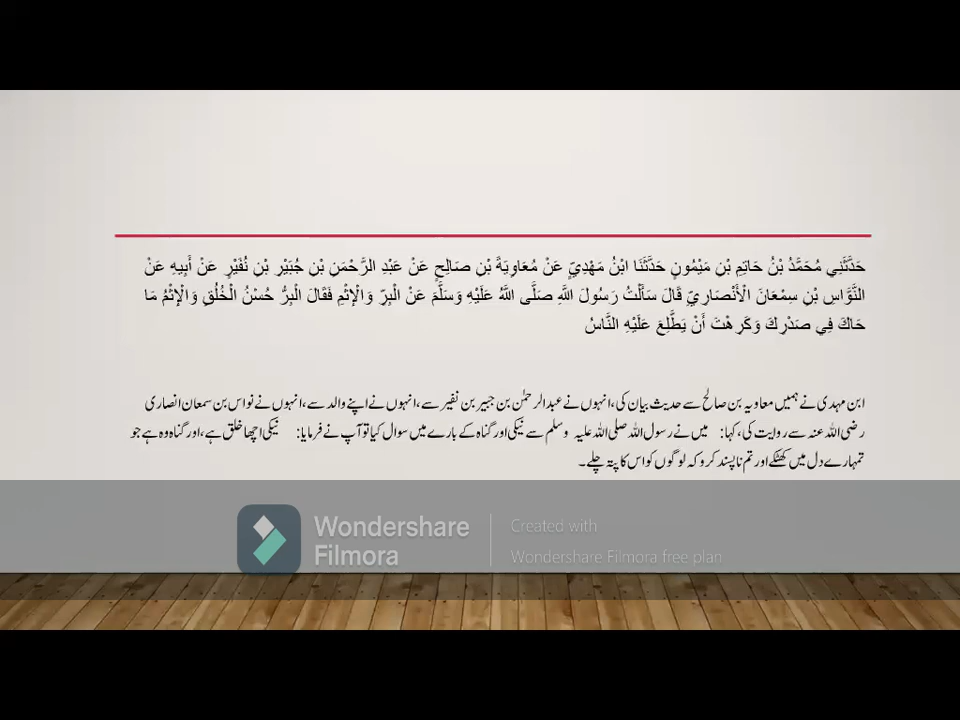 حَدَّثَنِي مُحَمَّدُ بْنُ حَاتِمِ بْنِ مَيْمُونٍ حَدَّثَنَا ابْنُ مَهْدِيٍّ عَنْ مُعَاوِيَةَ بْنِ صَالِحٍ عَنْ عَبْدِ الرَّحْمَنِ بْنِ جُبَيْرِ بْنِ نُفَيْرٍ عَنْ أَبِيهِ عَنْ
النَّوَّاسِ بْنِ سِمْعَانَ الْأَنْصَارِيِّ قَالَ سَأَلْتُ رَسُولَ اللَّهِ صَلَّى اللَّهُ عَلَيْهِ وَسَلَّمَ عَنْ الْبِرِّ وَالْإِثْمِ فَقَالَ الْبِرُّ حُسْنُ الْخُلُقِ وَالْإِثْمُ مَا
حَاكَ فِي صَدْرِكَ وَكَرِهْتَ أَنْ يَطَّلِعَ عَلَيْهِ النَّاسُ
ابن مہدی نے ہمیں معاویہ بن صالح سے حدیث بیان کی، انہوں نے عبدالرحمٰن بن جبیر بن نفیر سے، انہوں نے اپنے والد سے، انہوں نے نواس بن سمعان انصاری
رضی اللہ عنہ سے روایت کی، کہا: میں نے رسول اللہ صلی اللہ علیہ وسلم سے نیکی اور گناہ کے بارے میں سوال کیا تو آپ نے فرمایا: نیکی اچھا خلق ہے، اور گناہ وہ ہے جو
تمہارے دل میں کھٹکے اور تم ناپسند کرو کہ لوگوں کو اس کا پتہ چلے۔
Wondershare
Filmora
Created with
Wondershare Filmora free plan